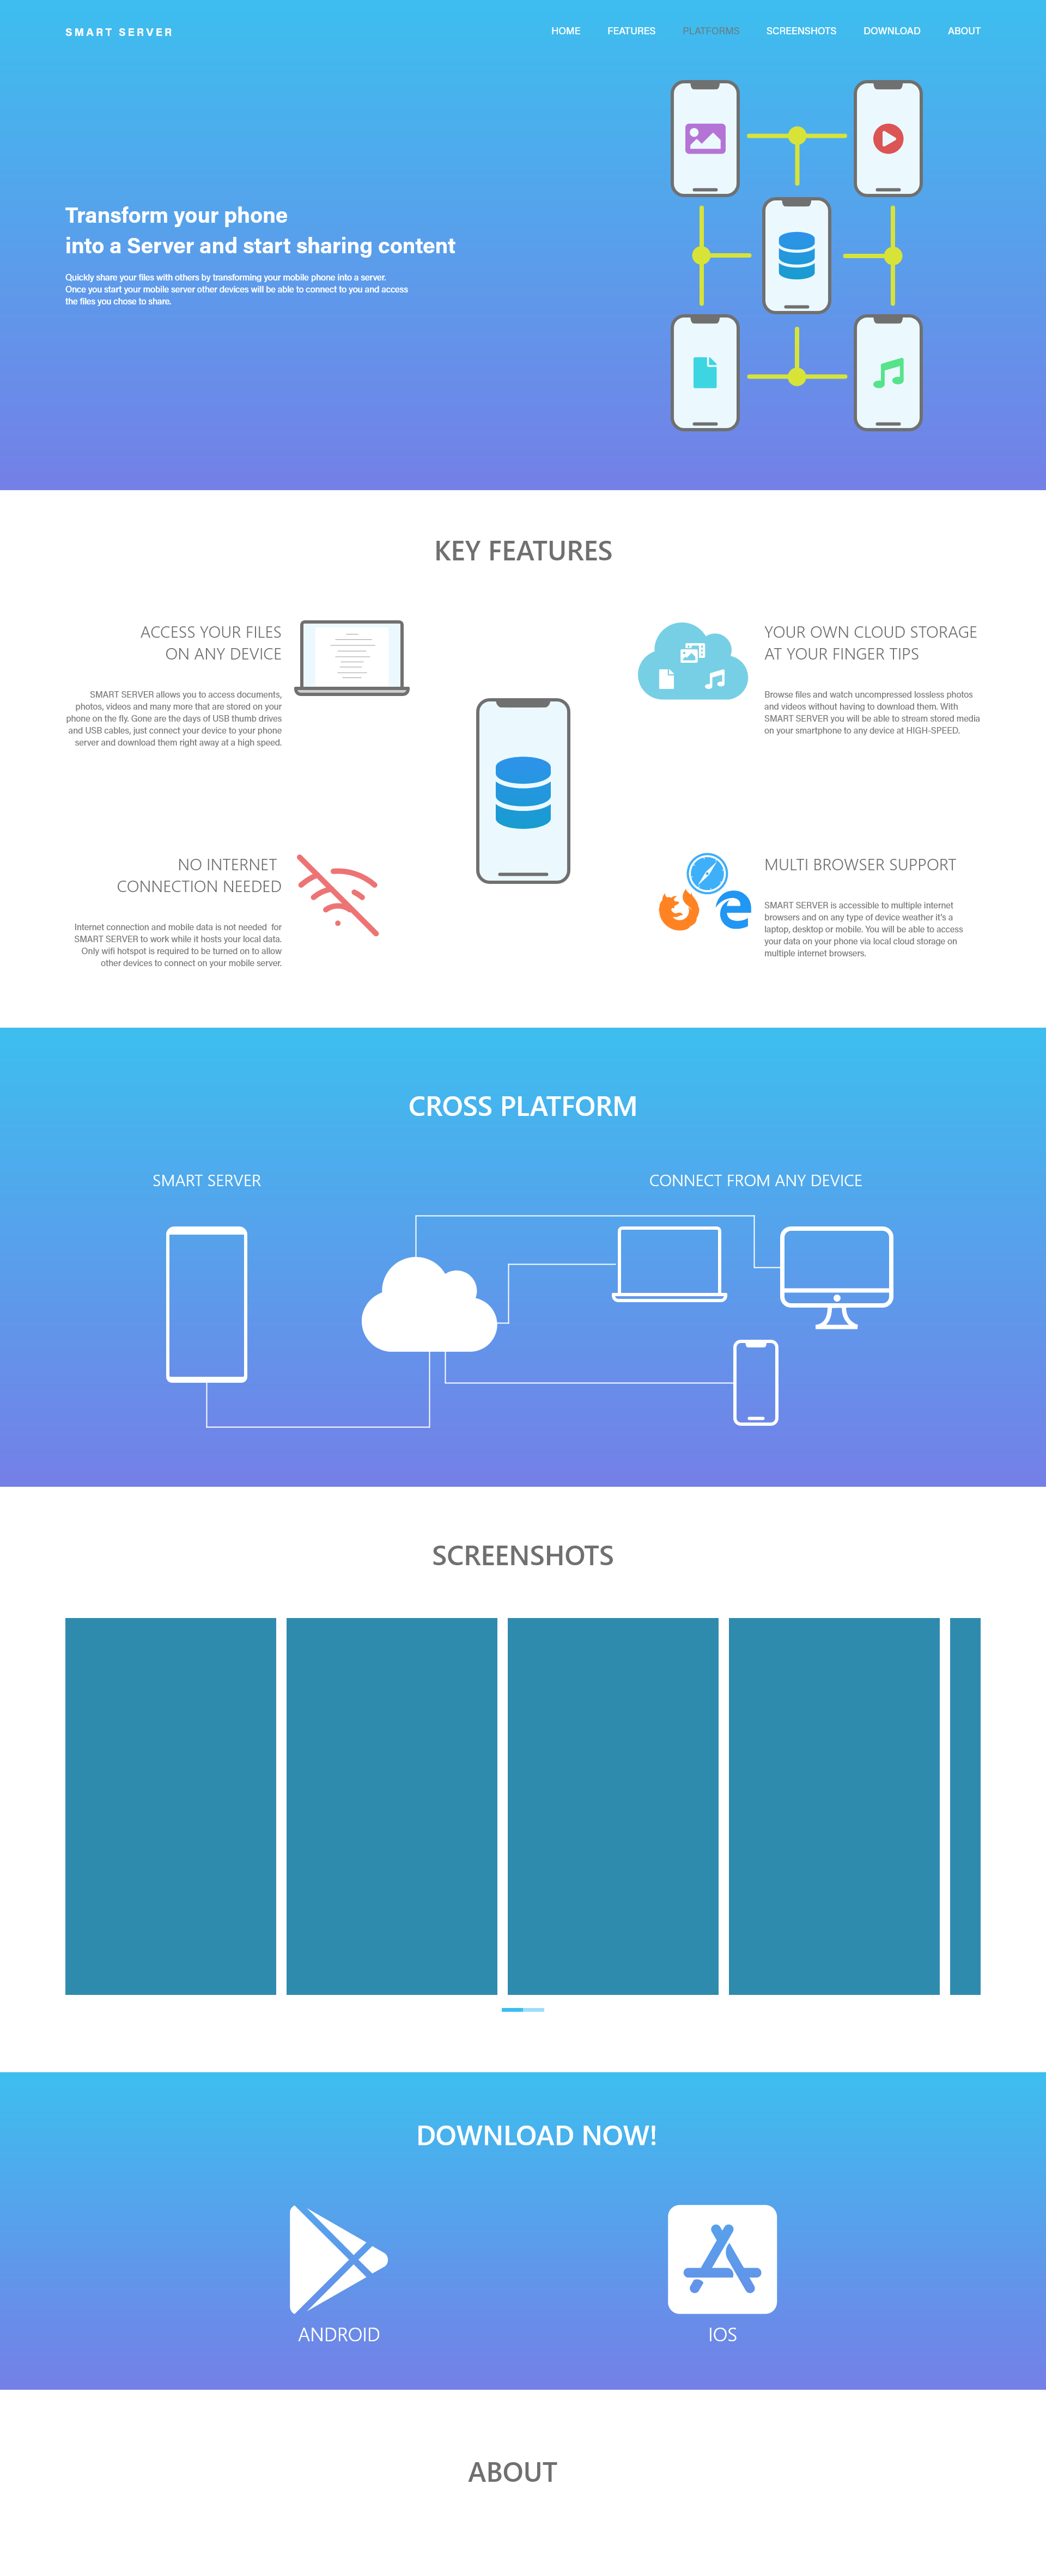 SMART SERVER
HOME FEATURES PLATFORMS SCREENSHOTS DOWNLOAD ABOUT
Transform your phone
into a Server and start sharing content
Quickly share your files with others by transforming your mobile phone into a server.
Once you start your mobile server other devices will be able to connect to you and access
the files you chose to share.
KEY FEATURES
ACCESS YOUR FILES
ON ANY DEVICE
SMART SERVER allows you to access documents,
photos, videos and many more that are stored on your
phone on the fly. Gone are the days of USB thumb drives
and USB cables, just connect your device to your phone
server and download them right away at a high speed.
YOUR OWN CLOUD STORAGE
AT YOUR FINGER TIPS
Browse files and watch uncompressed lossless photos
and videos without having to download them. With
SMART SERVER you will be able to stream stored media
on your smartphone to any device at HIGH-SPEED.
NO INTERNET
CONNECTION NEEDED
Internet connection and mobile data is not needed for
SMART SERVER to work while it hosts your local data.
Only wifi hotspot is required to be turned on to allow
other devices to connect on your mobile server.
MULTI BROWSER SUPPORT
SMART SERVER is accessible to multiple internet
browsers and on any type of device weather it's a
laptop, desktop or mobile. You will be able to access
your data on your phone via local cloud storage on
multiple internet browsers.
CROSS PLATFORM
SMART SERVER
CONNECT FROM ANY DEVICE
SCREENSHOTS
DOWNLOAD NOW!
ANDROID
IOS
ABOUT